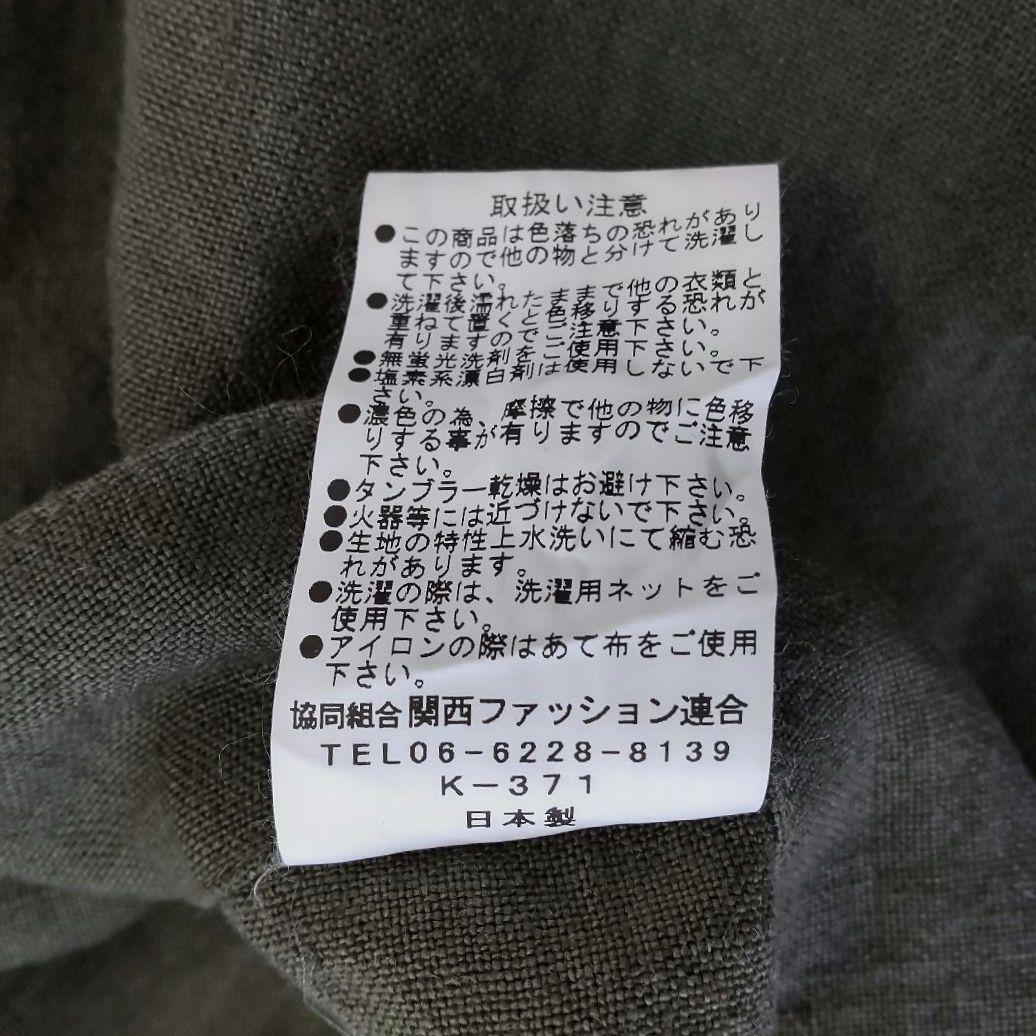 取扱い注意
●この商品は色落ちの恐れがあり
ますので他の物と分けて洗濯し
て下さい。
●洗濯後濡れたままで他の衣類と
重ねて置くと色移りする恐れが
有りますのでご注意下さい。
●無蛍光洗剤をご使用下さい。
●塩素系漂白剤は使用しないで下
さい。
●濃色の為、摩擦で他の物に色移
りする事が有りますのでご注意
下さい。
●タンブラー乾燥はお避け下さい。
●火器等には近づけないで下さい。
●生地の特性上水洗いにて縮む恐
れがあります。
●洗濯の際は、洗濯用ネットをご
使用下さい。
●アイロンの際はあて布をご使用
下さい。
協同組合関西ファッション連合
TEL06-6228-8139
K-371
日本製